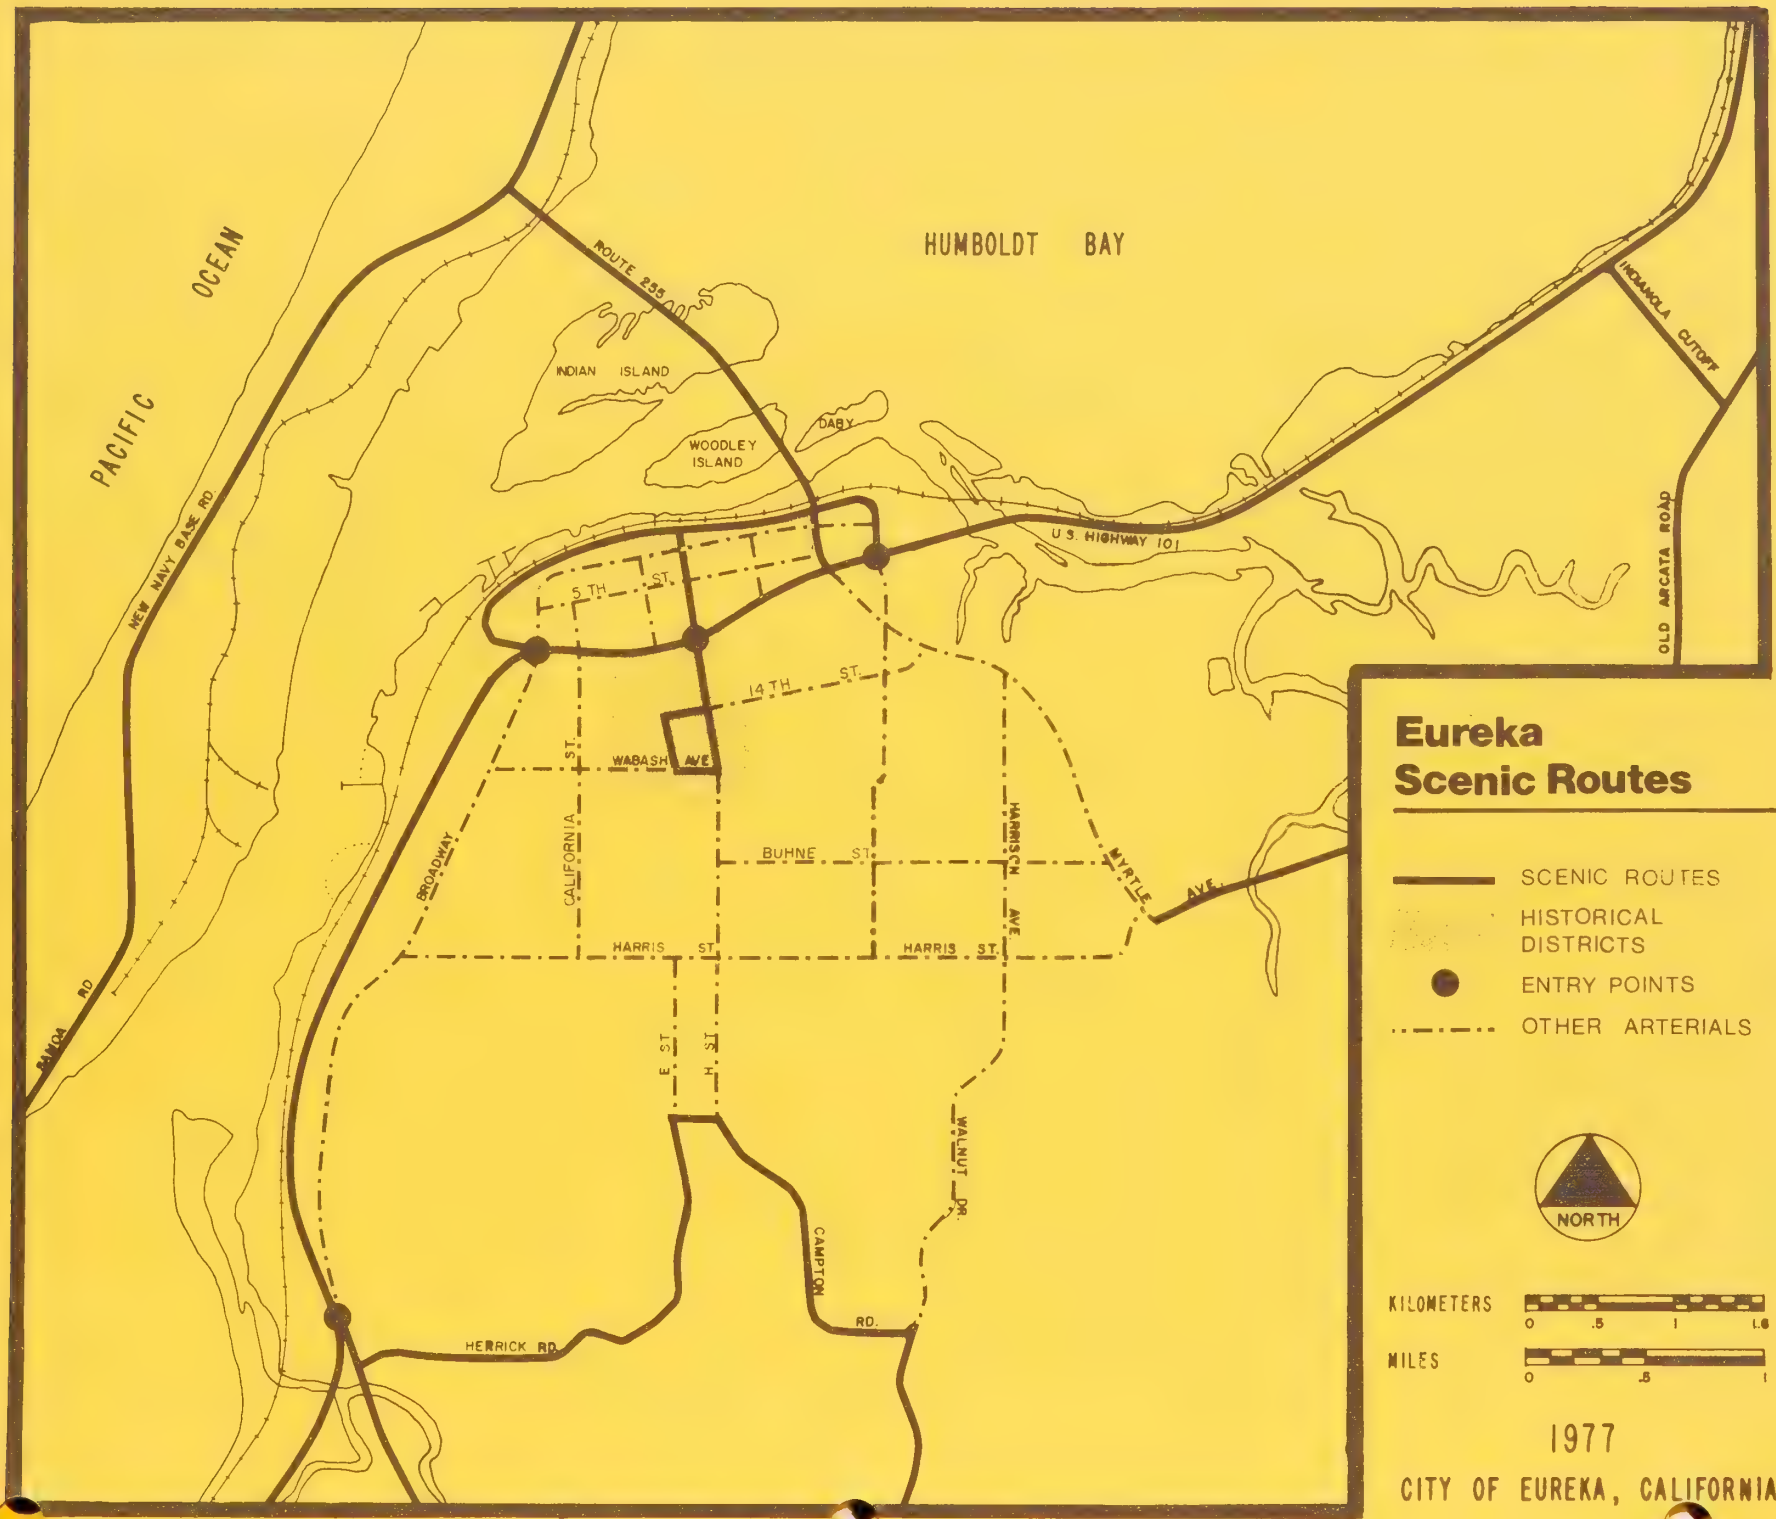 PACIFIC OCEAN
HUMBOLDT BAY
ROUTE 255
INDIAN ISLAND
WOODLEY
ISLAND
DABY
NEW NAVY BASE RD.
U.S. HIGHWAY 101
INDIANOLA CUTOFF
OLD ARCATA ROAD
5 TH ST.
14 TH ST.
WABASH AVE
CALIFORNIA ST.
BROADWAY
BUHNE ST.
HARRISON AVE.
MYRTLE AVE.
HARRIS ST.
HARRIS ST.
SAMOA RD
E ST.
H ST.
WALNUT DR.
CAMPTON RD.
HERRICK RD.
Eureka
Scenic Routes
SCENIC ROUTES
HISTORICAL
DISTRICTS
ENTRY POINTS
OTHER ARTERIALS
NORTH
KILOMETERS
0 .5 1 1.6
MILES
0 .5 1
1977
CITY OF EUREKA, CALIFORNIA